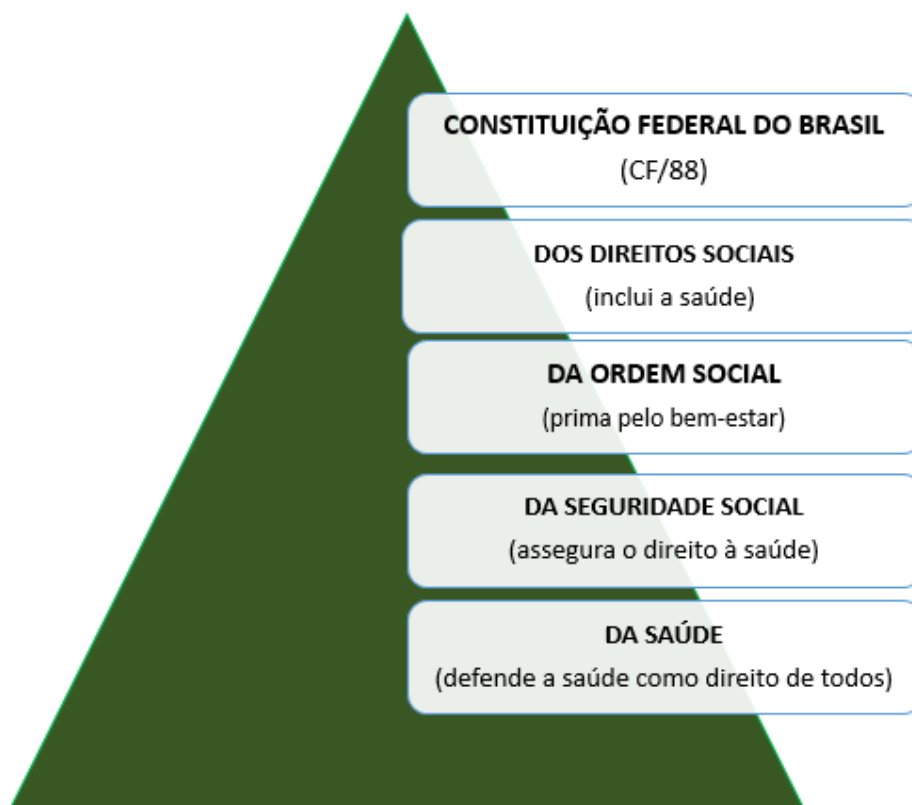 CONSTITUIÇÃO FEDERAL DO BRASIL
(CF/88)
DOS DIREITOS SOCIAIS
(inclui a saúde)
DA ORDEM SOCIAL
(prima pelo bem-estar)
DA SEGURIDADE SOCIAL
(assegura o direito à saúde)
DA SAÚDE
(defende a saúde como direito de todos)